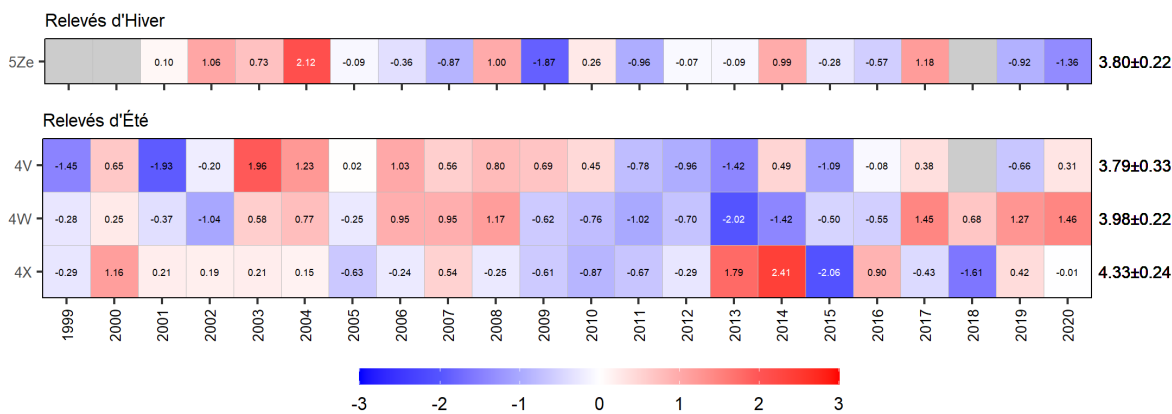 Relevés d'Hiver
5Ze 0.10 1.06 0.73 2.12 -0.09 -0.36 -0.87 1.00 -1.87 0.26 -0.96 -0.07 -0.09 0.99 -0.28 -0.57 1.18 -0.92 -1.36 3.80±0.22
Relevés d'Été
4V -1.45 0.65 -1.93 -0.20 1.96 1.23 0.02 1.03 0.56 0.80 0.69 0.45 -0.78 -0.96 -1.42 0.49 -1.09 -0.08 0.38 -0.66 0.31 3.79±0.33
4W -0.28 0.25 -0.37 -1.04 0.58 0.77 -0.25 0.95 0.95 1.17 -0.62 -0.76 -1.02 -0.70 -2.02 -1.42 -0.50 -0.55 1.45 0.68 1.27 1.46 3.98±0.22
4X -0.29 1.16 0.21 0.19 0.21 0.15 -0.63 -0.24 0.54 -0.25 -0.61 -0.87 -0.67 -0.29 1.79 2.41 -2.06 0.90 -0.43 -1.61 0.42 -0.01 4.33±0.24
1999 2000 2001 2002 2003 2004 2005 2006 2007 2008 2009 2010 2011 2012 2013 2014 2015 2016 2017 2018 2019 2020
-3 -2 -1 0 1 2 3